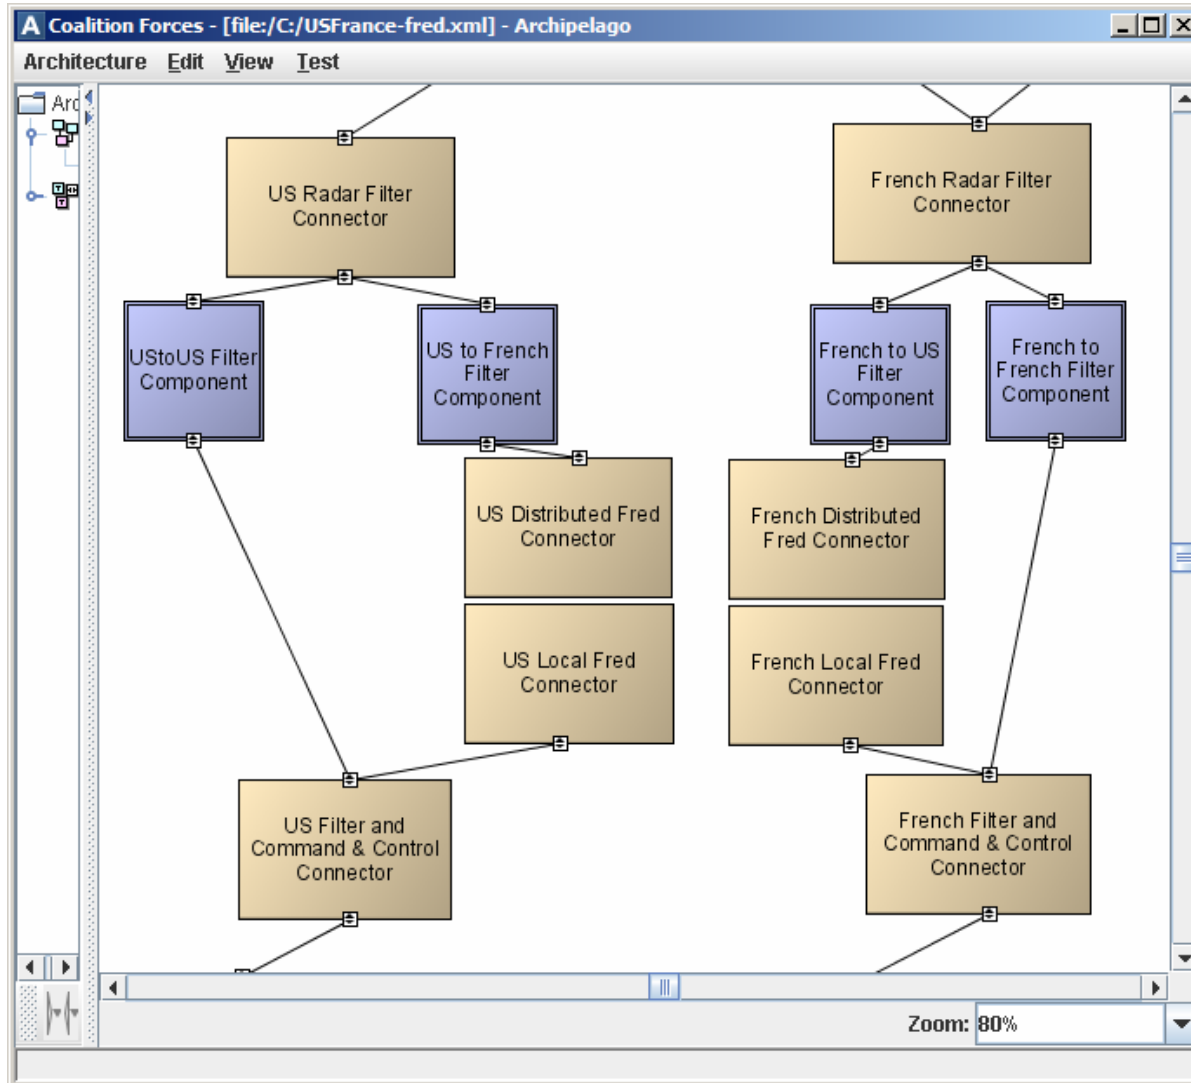 A Coalition Forces - [file:/C:/USFrance-fred.xml] - Archipelago
Architecture Edit View Test
Arc
US Radar Filter
Connector
French Radar Filter
Connector
UStoUS Filter
Component
US to French
Filter
Component
French to US
Filter
Component
French to
French Filter
Component
US Distributed Fred
Connector
French Distributed
Fred Connector
US Local Fred
Connector
French Local Fred
Connector
US Filter and
Command & Control
Connector
French Filter and
Command & Control
Connector
Zoom: 80%